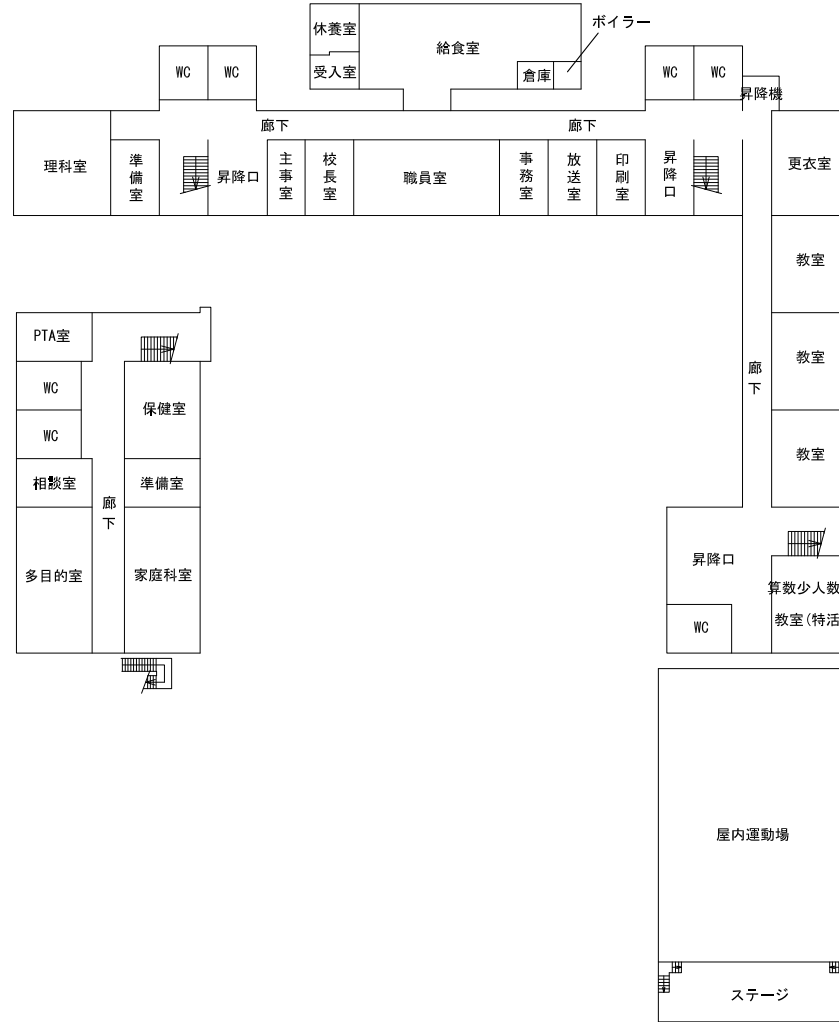 休養室
給食室
ボイラー
受入室
倉庫
WC
WC
WC
WC
昇降機
廊下
廊下
理科室
準備室
昇降口
主事室
校長室
職員室
事務室
放送室
印刷室
昇降口
更衣室
教室
PTA室
教室
廊下
WC
保健室
WC
教室
相談室
準備室
廊下
多目的室
家庭科室
昇降口
算数少人数
教室(特活
WC
屋内運動場
ステージ